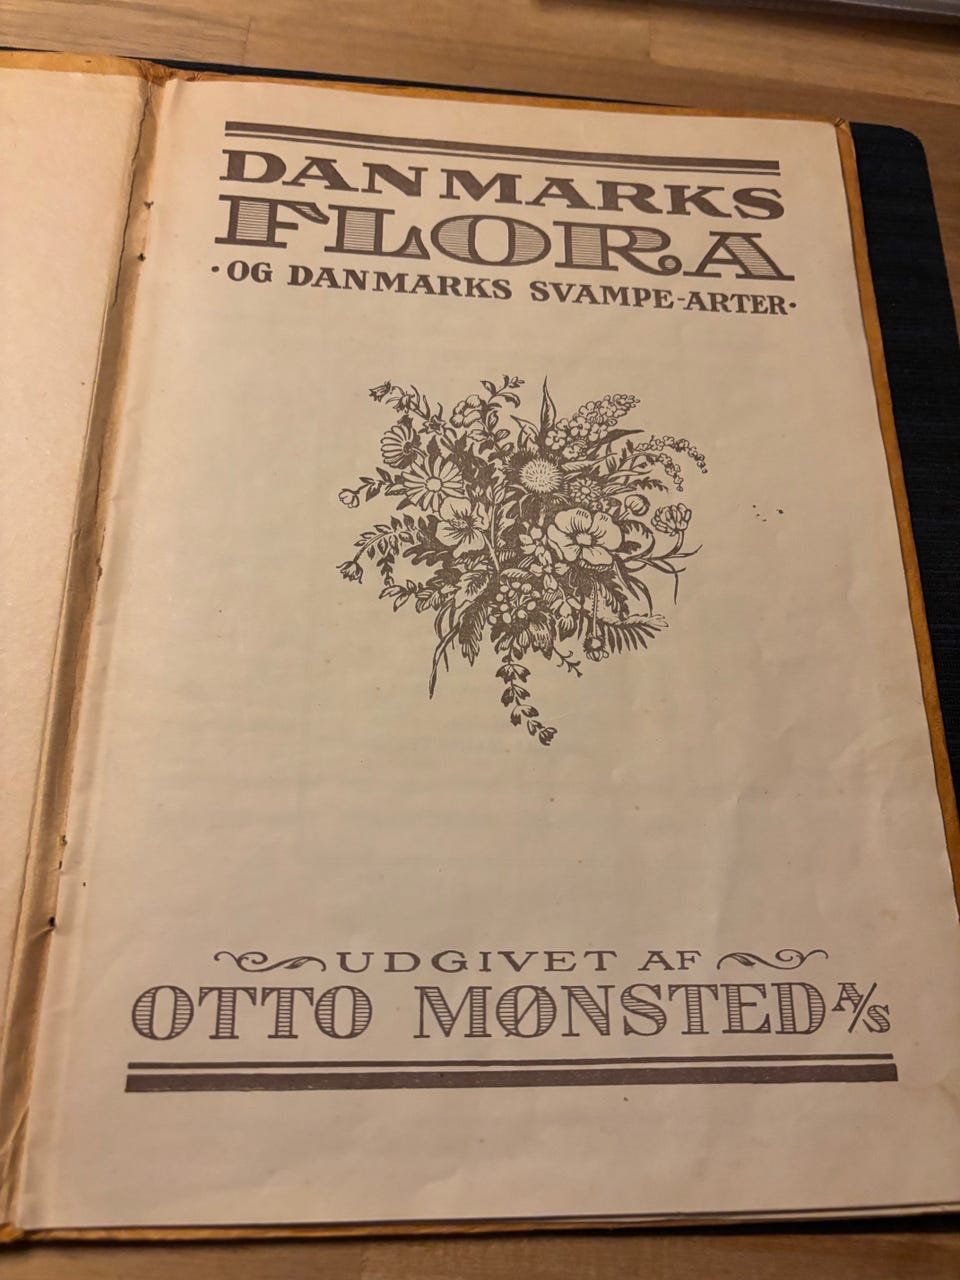 DANMARKS
FLORA
·OG DANMARKS SVAMPE-ARTER·
UDGIVET AF
OTTO MØNSTED A/S